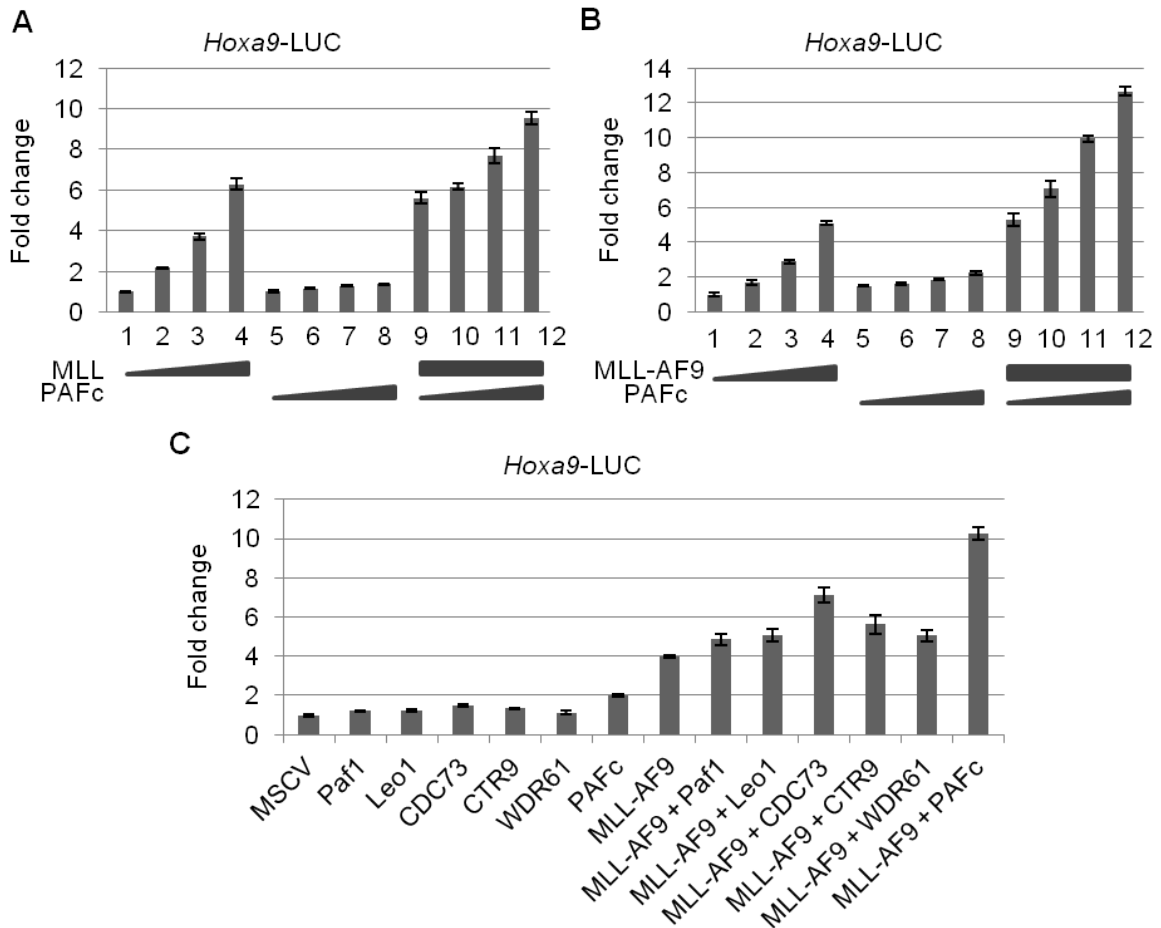 A
Hoxa9-LUC
Fold change
12
10
8
6
4
2
0
1 2 3 4 5 6 7 8 9 10 11 12
MLL
PAFc
B
Hoxa9-LUC
Fold change
14
12
10
8
6
4
2
0
1 2 3 4 5 6 7 8 9 10 11 12
MLL-AF9
PAFc
C
Hoxa9-LUC
Fold change
12
10
8
6
4
2
0
MSCV
Paf1
Leo1
CDC73
CTR9
WDR61
PAFc
MLL-AF9
MLL-AF9 + Paf1
MLL-AF9 + Leo1
MLL-AF9 + CDC73
MLL-AF9 + CTR9
MLL-AF9 + WDR61
MLL-AF9 + PAFc